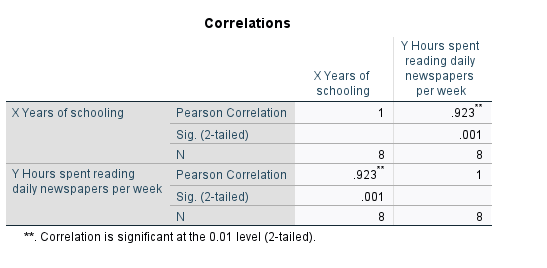 Correlations
X Years of schooling
Y Hours spent reading daily newspapers per week
X Years of schooling Pearson Correlation 1 .923**
Sig. (2-tailed) .001
N 8 8
Y Hours spent reading daily newspapers per week Pearson Correlation .923** 1
Sig. (2-tailed) .001
N 8 8
**. Correlation is significant at the 0.01 level (2-tailed).